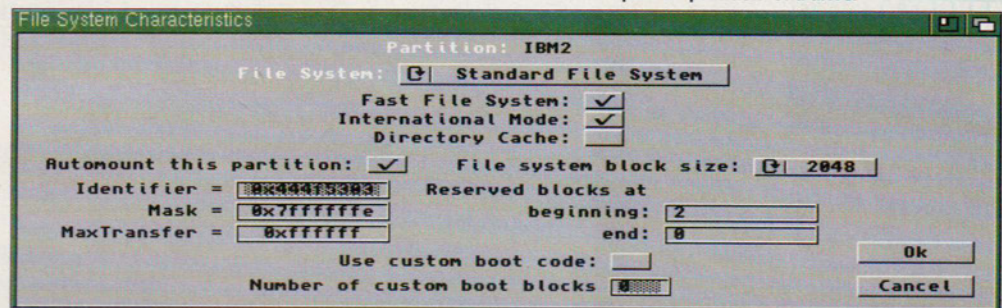 File System Characteristics
Partition: IBM2
File System: Standard File System
Fast File System:
International Mode:
Directory Cache:
Automount this partition: File system block size: 2048
Identifier = 0x444f5303 Reserved blocks at
Mask = 0x7ffffffe beginning: 2
MaxTransfer = 0xffffff end: 0
Use custom boot code: Ok
Number of custom boot blocks 0 Cancel